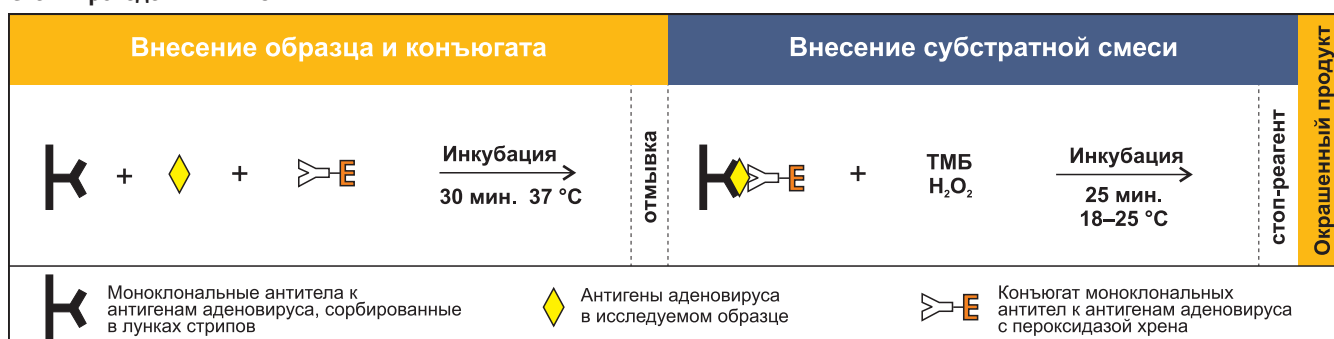 Внесение образца и конъюгата
Внесение субстратной смеси
Окрашенный продукт
+
+
E
Инкубация
30 мин. 37 °C
отмывка
E
+
ТМБ
H₂O₂
Инкубация
25 мин.
18–25 °C
стоп-реагент
Моноклональные антитела к
антигенам аденовируса, сорбированные
в лунках стрипов
Антигены аденовируса
в исследуемом образце
E
Конъюгат моноклональных
антител к антигенам аденовируса
с пероксидазой хрена